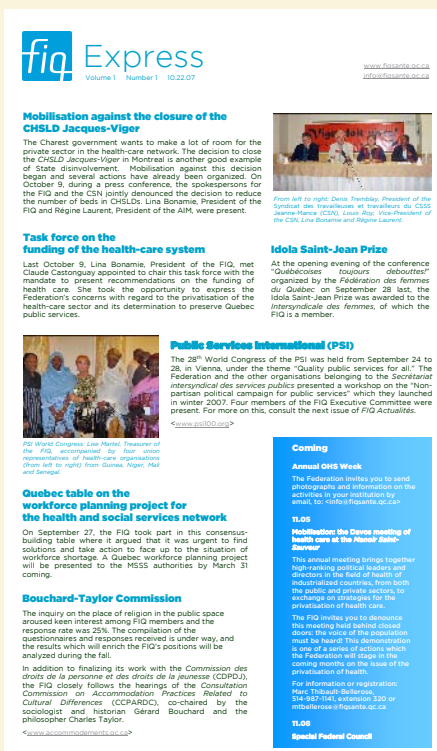 fiq Express
Volume 1 Number 1 10.22.07
www.fiqsante.qc.ca
info@fiqsante.qc.ca
Mobilisation against the closure of the
CHSLD Jacques-Viger
The Charest government wants to make a lot of room for the
private sector in the health-care network. The decision to close
the CHSLD Jacques-Viger in Montreal is another good example
of State disinvolvement. Mobilisation against this decision
began and several actions have already been organized. On
October 9, during a press conference, the spokespersons for
the FIQ and the CSN jointly denounced the decision to reduce
the number of beds in CHSLDs. Lina Bonamie, President of the
FIQ and Régine Laurent, President of the AIM, were present.
From left to right: Denis Tremblay, President of the
Syndicat des travailleuses et travailleurs du CSSS
Jeanne-Mance (CSN), Louis Roy, Vice-President of
the CSN, Lina Bonamie and Régine Laurent.
Task force on the
funding of the health-care system
Last October 9, Lina Bonamie, President of the FIQ, met
Claude Castonguay appointed to chair this task force with the
mandate to present recommendations on the funding of
health care. She took the opportunity to express the
Federation's concerns with regard to the privatisation of the
health-care sector and its determination to preserve Quebec
public services.
Idola Saint-Jean Prize
At the opening evening of the conference
"Québécoises toujours deboutes!"
organized by the Fédération des femmes
du Québec on September 28 last, the
Idola Saint-Jean Prize was awarded to the
Intersyndicale des femmes, of which the
FIQ is a member.
Public Services International (PSI)
The 28th World Congress of the PSI was held from September 24 to
28, in Vienna, under the theme "Quality public services for all." The
Federation and the other organisations belonging to the Secrétariat
intersyndical des services publics presented a workshop on the "Non-
partisan political campaign for public services" which they launched
in winter 2007. Four members of the FIQ Executive Committee were
present. For more on this, consult the next issue of FIQ Actualités.
<www.psi100.org>
PSI World Congress: Lise Martel, Treasurer of
the FIQ, accompanied by four union
representatives of health-care organisations
(from left to right) from Guinea, Niger, Mali
and Senegal.
Quebec table on the
workforce planning project for
the health and social services network
On September 27, the FIQ took part in this consensus-
building table where it argued that it was urgent to find
solutions and take action to face up to the situation of
workforce shortage. A Quebec workforce planning project
will be presented to the MSSS authorities by March 31
coming.
Bouchard-Taylor Commission
The inquiry on the place of religion in the public space
aroused keen interest among FIQ members and the
response rate was 25%. The compilation of the
questionnaires and responses received is under way, and
the results which will enrich the FIQ's positions will be
analyzed during the fall.
In addition to finalizing its work with the Commission des
droits de la personne et des droits de la jeunesse (CDPDJ),
the FIQ closely follows the hearings of the Consultation
Commission on Accommodation Practices Related to
Cultural Differences (CCPARDC), co-chaired by the
sociologist and historian Gérard Bouchard and the
philosopher Charles Taylor.
<www.accommodements.qc.ca>
Coming
Annual OHS Week
The Federation invites you to send
photographs and information on the
activities in your institution by
email, to: <info@fiqsante.qc.ca>
11.05
Mobilisation: the Davos meeting of
health care at the Manoir Saint-
Sauveur
This annual meeting brings together
high-ranking political leaders and
directors in the field of health of
industrialized countries, from both
the public and private sectors, to
exchange on strategies for the
privatisation of health care.
The FIQ invites you to denounce
this meeting held behind closed
doors: the voice of the population
must be heard! This demonstration
is one of a series of actions which
the Federation will stage in the
coming months on the issue of the
privatisation of health.
For information or registration:
Marc Thibault-Bellerose,
514-987-1141, extension 320 or
mtbellerose@fiqsante.qc.ca
11.06
Special Federal Council